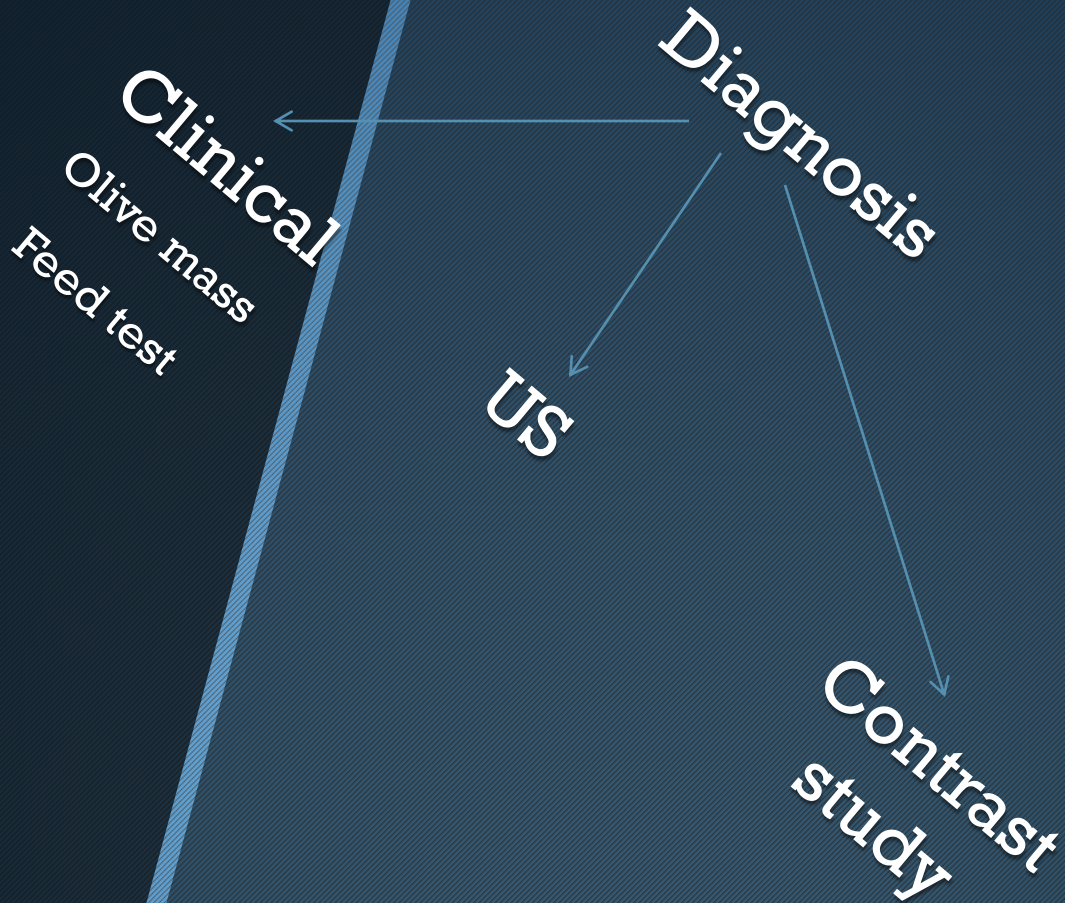 Diagnosis
Clinical
Olive mass
Feed test
US
Contrast
study